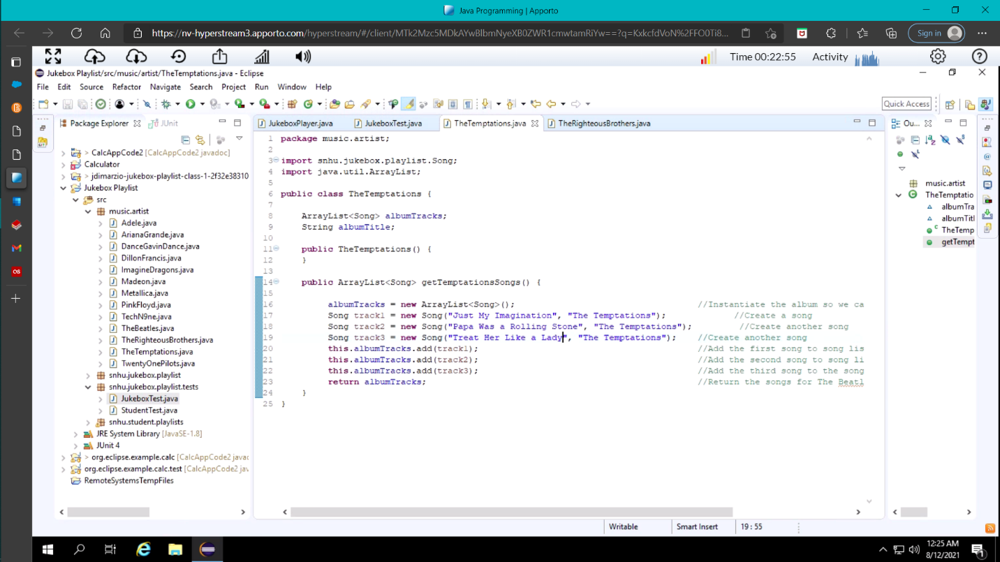 Java Programming | Apporto
https://nv-hyperstream3.apporto.com/hyperstream/#/client/MTk2Mzc5MDkAYwBlbmNyeXB0ZWR1cmwtamRiYw==?q=KxkcfdVoN%2FFO0Ti8...
Sign in
Time 00:22:55
Activity
Jukebox Playlist/src/music/artist/TheTemptations.java - Eclipse
File Edit Source Refactor Navigate Search Project Run Window Help
Quick Access
Package Explorer
JUnit
CalcAppCode2 [CalcAppCode2 javadoc]
Calculator
jdimarzio-jukebox-playlist-class-1-2f32e38310
Jukebox Playlist
src
music.artist
Adele.java
ArianaGrande.java
DanceGavinDance.java
DillonFrancis.java
ImagineDragons.java
Madeon.java
Metallica.java
PinkFloyd.java
TechN9ne.java
TheBeatles.java
TheRighteousBrothers.java
TheTemptations.java
TwentyOnePilots.java
snhu.jukebox.playlist
snhu.jukebox.playlist.tests
JukeboxTest.java
StudentTest.java
snhu.student.playlists
JRE System Library [JavaSE-1.8]
JUnit 4
org.eclipse.example.calc [CalcAppCode2 javac
org.eclipse.example.calc.test [CalcAppCode2 jav
RemoteSystemsTempFiles
JukeboxPlayer.java JukeboxTest.java TheTemptations.java TheRighteousBrothers.java
1 package music.artist;
2
3 import snhu.jukebox.playlist.Song;
4 import java.util.ArrayList;
5
6 public class TheTemptations {
7
8 ArrayList<Song> albumTracks;
9 String albumTitle;
10
11 public TheTemptations() {
12 }
13
14 public ArrayList<Song> getTemptationsSongs() {
15
16 albumTracks = new ArrayList<Song>(); //Instantiate the album so we ca
17 Song track1 = new Song("Just My Imagination", "The Temptations"); //Create a song
18 Song track2 = new Song("Papa Was a Rolling Stone", "The Temptations"); //Create another song
19 Song track3 = new Song("Treat Her Like a Lady", "The Temptations"); //Create another song
20 this.albumTracks.add(track1); //Add the first song to song lis
21 this.albumTracks.add(track2); //Add the second song to song li
22 this.albumTracks.add(track3); //Add the third song to the song
23 return albumTracks; //Return the songs for The Beatl
24 }
25 }
Ou...
music.artist
TheTemptatio
albumTra
albumTitl
TheTemp
getTempt
Writable
Smart Insert
19 : 55
12:25 AM
8/12/2021
1